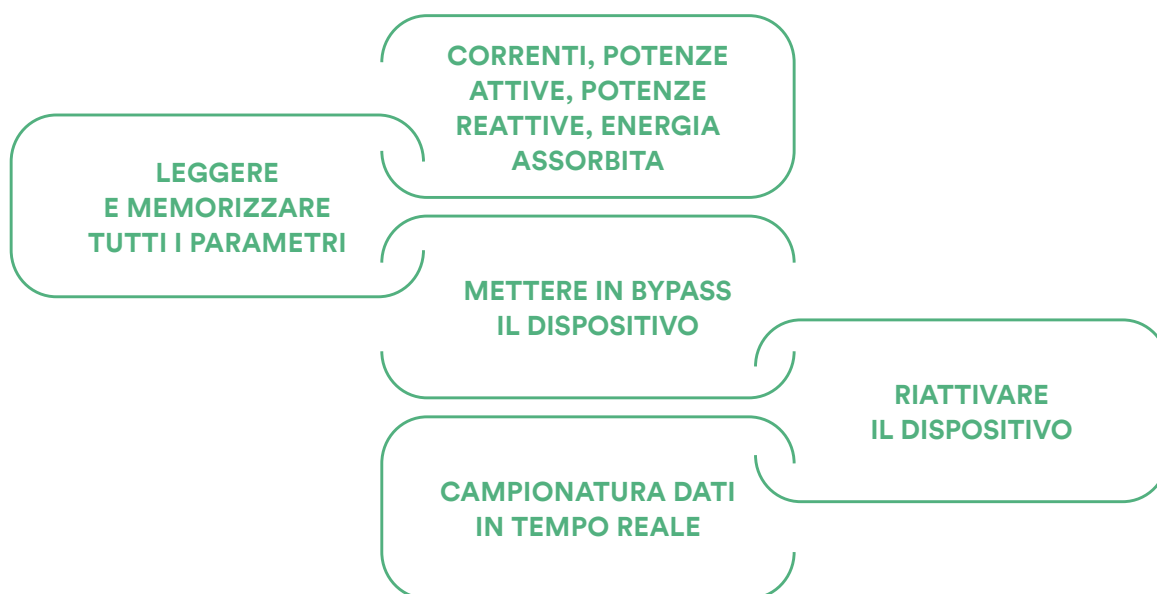 CORRENTI, POTENZE
ATTIVE, POTENZE
REATTIVE, ENERGIA
ASSORBITA
LEGGERE
E MEMORIZZARE
TUTTI I PARAMETRI
METTERE IN BYPASS
IL DISPOSITIVO
RIATTIVARE
IL DISPOSITIVO
CAMPIONATURA DATI
IN TEMPO REALE